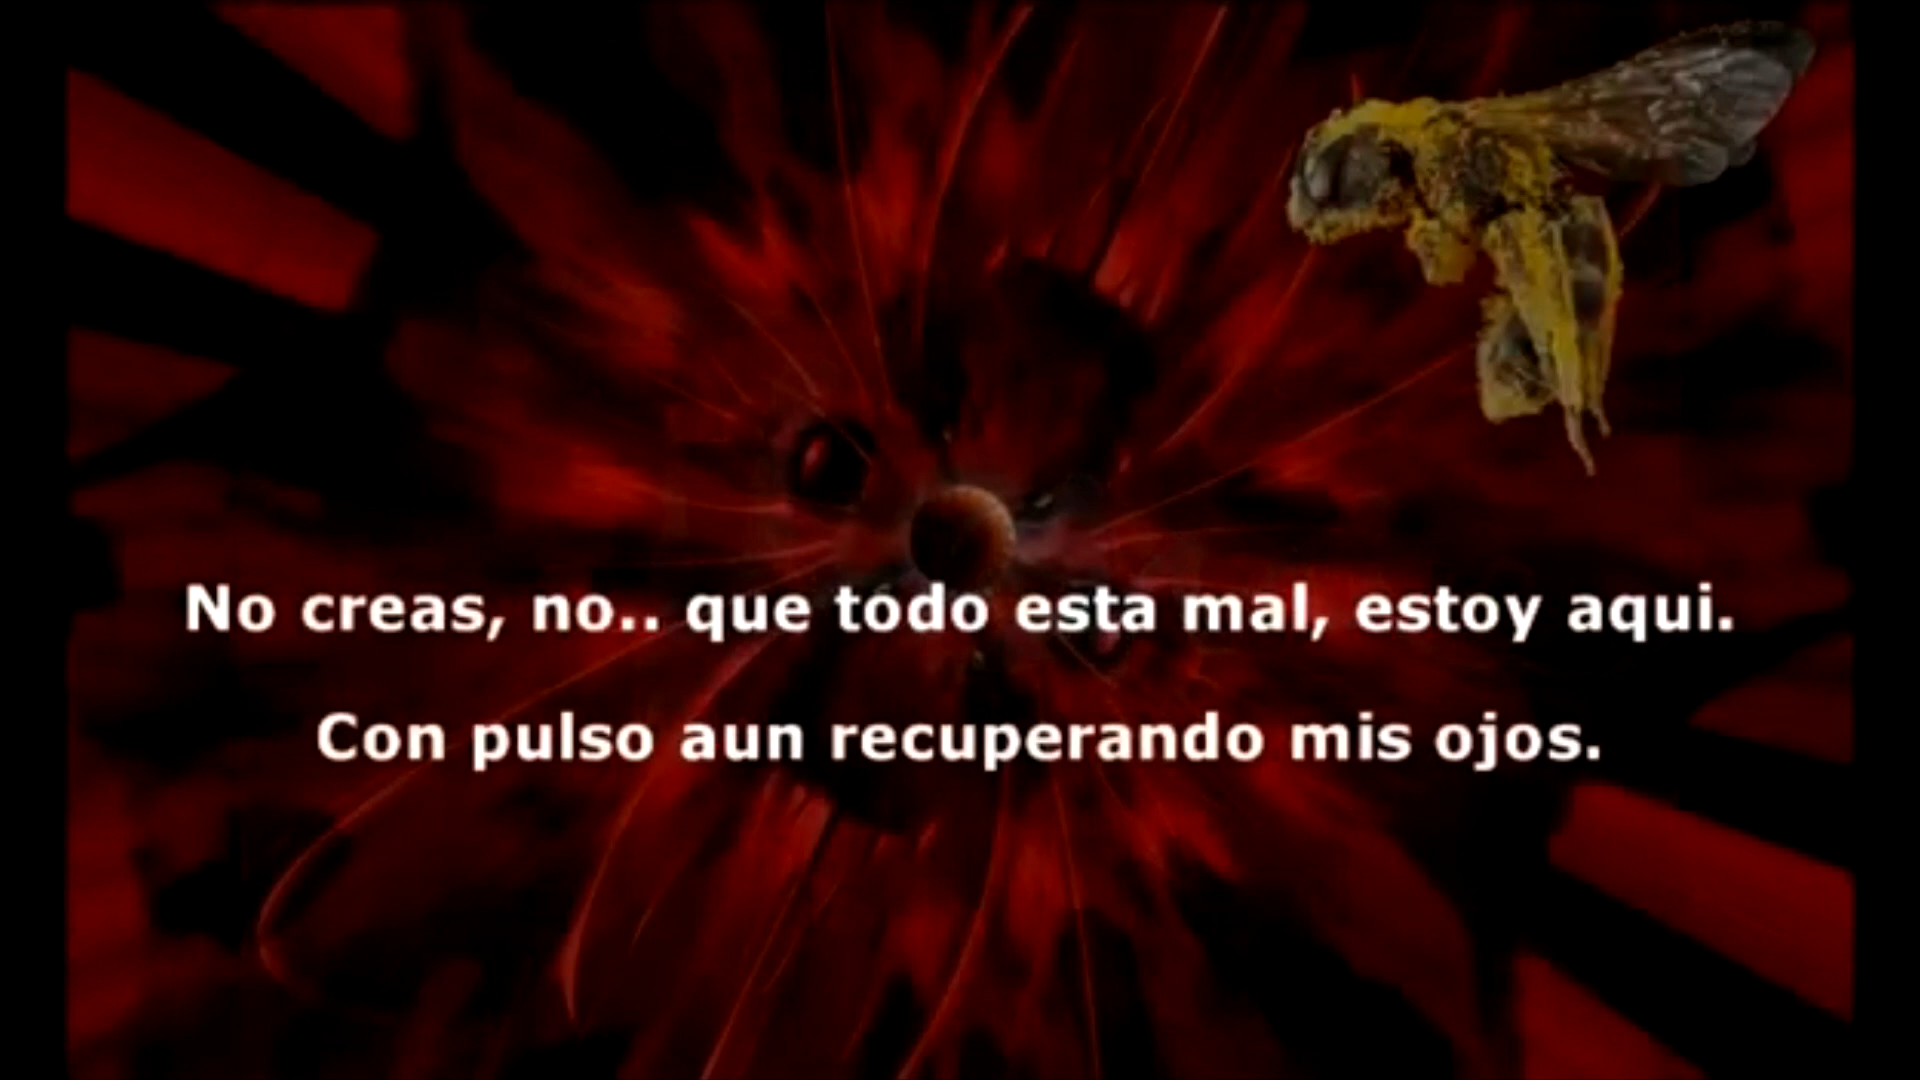 No creas, no.. que todo esta mal, estoy aqui.
Con pulso aun recuperando mis ojos.